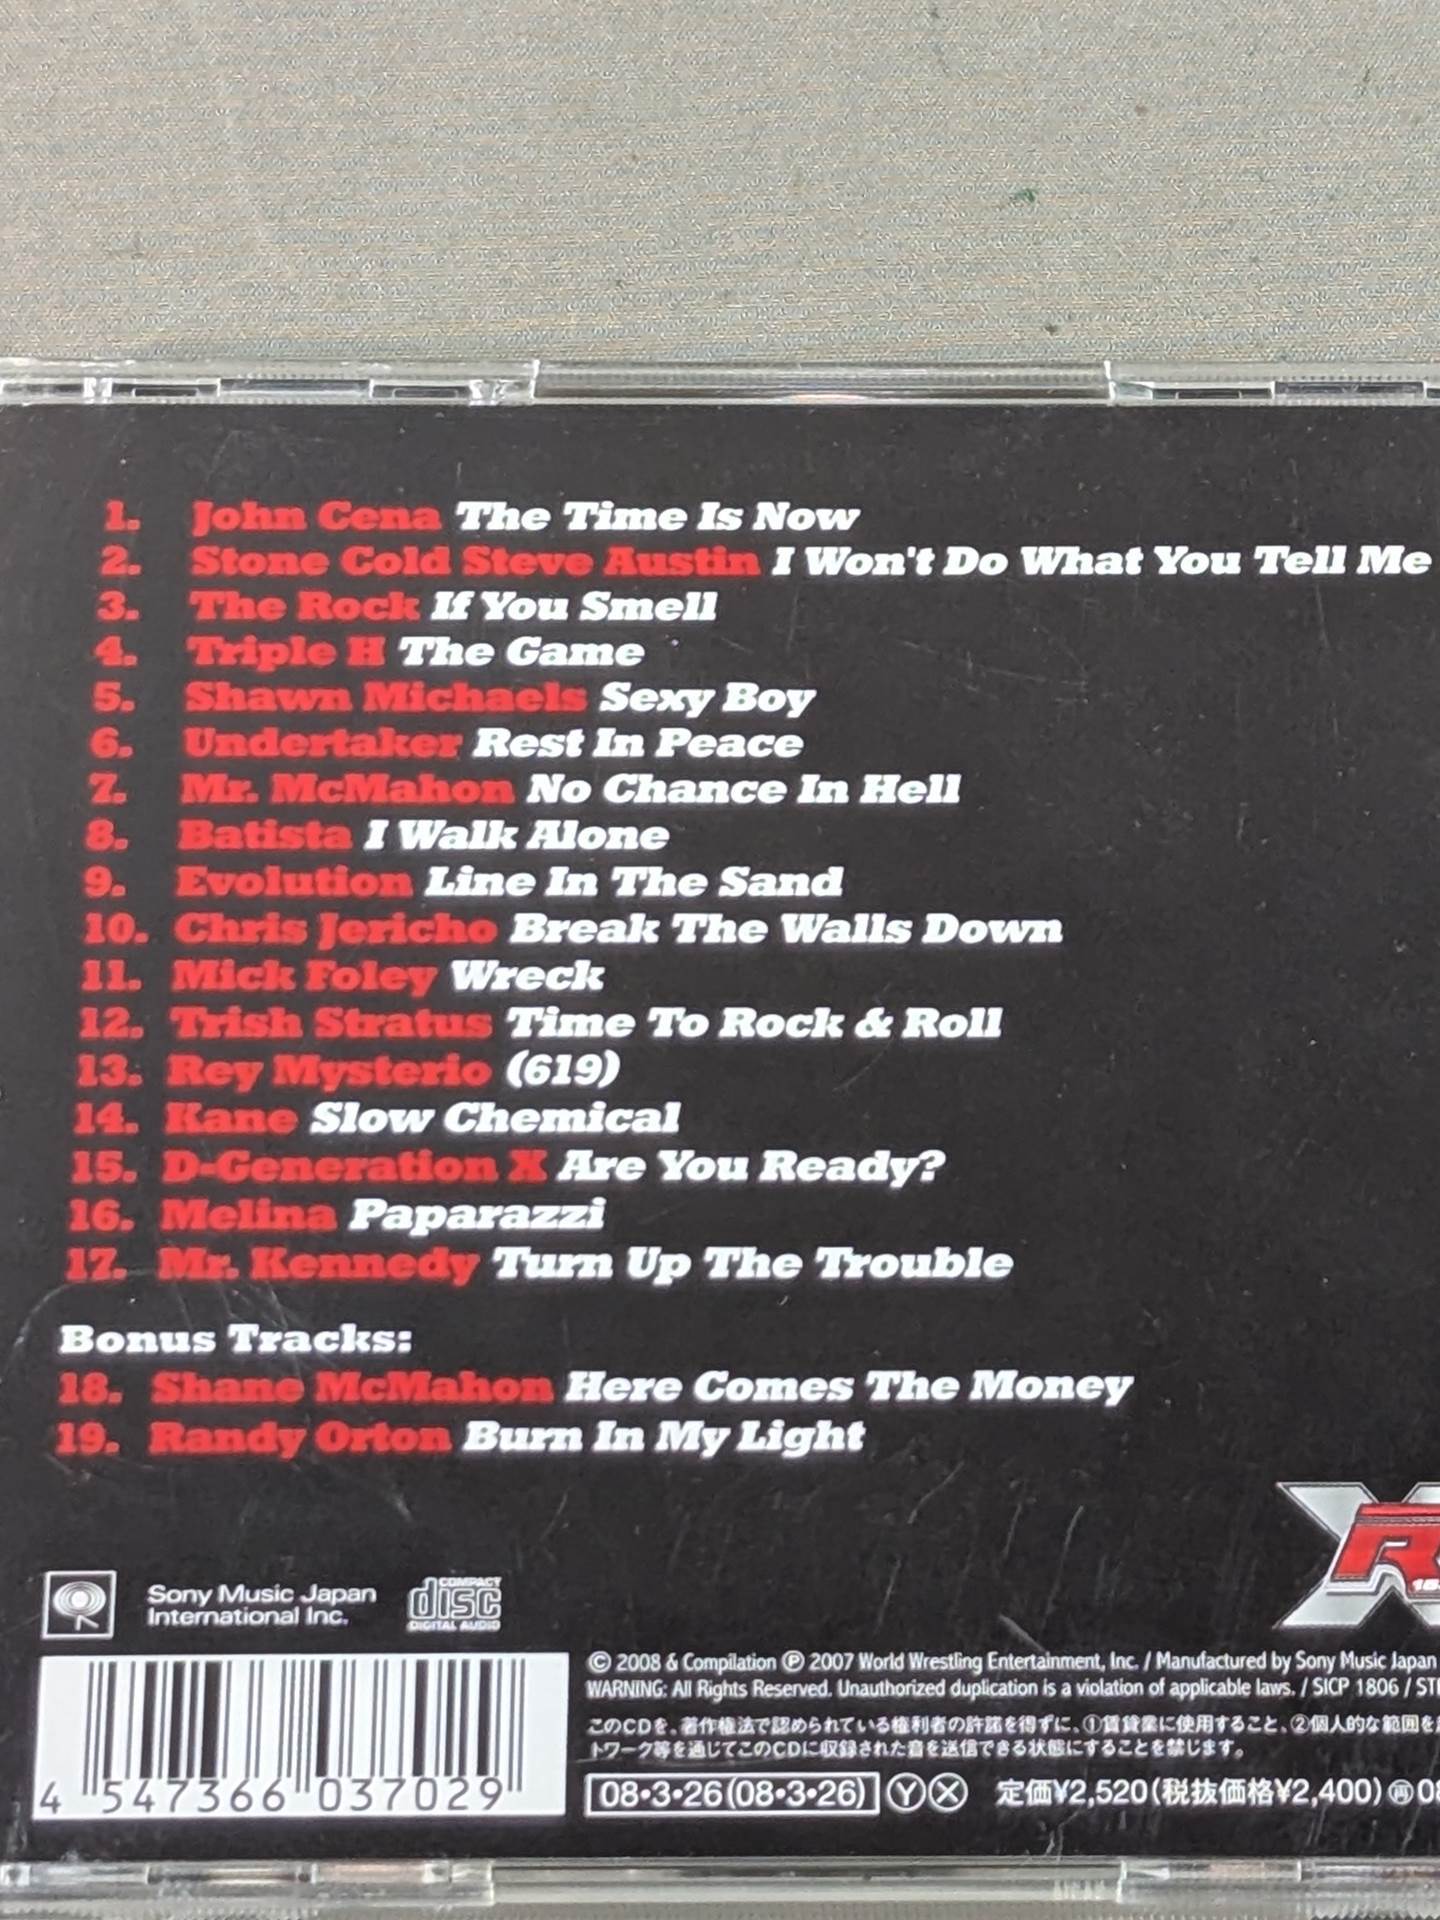 1. John Cena The Time Is Now
2. Stone Cold Steve Austin I Won't Do What You Tell Me
3. The Rock If You Smell
4. Triple H The Game
5. Shawn Michaels Sexy Boy
6. Undertaker Rest In Peace
7. Mr. McMahon No Chance In Hell
8. Batista I Walk Alone
9. Evolution Line In The Sand
10. Chris Jericho Break The Walls Down
11. Mick Foley Wreck
12. Trish Stratus Time To Rock & Roll
13. Rey Mysterio (619)
14. Kane Slow Chemical
15. D-Generation X Are You Ready?
16. Melina Paparazzi
17. Mr. Kennedy Turn Up The Trouble
Bonus Tracks:
18. Shane McMahon Here Comes The Money
19. Randy Orton Burn In My Light
Sony Music Japan
International Inc.
COMPACT
disc
DIGITAL AUDIO
© 2008 & Compilation ℗ 2007 World Wrestling Entertainment, Inc. / Manufactured by Sony Music Japan
WARNING: All Rights Reserved. Unauthorized duplication is a violation of applicable laws. / SICP 1806 /
このCDを、著作権法で認められている権利者の許諾を得ずに、①賃貸業に使用すること、②個人的な範囲を
トワーク等を通じてこのCDに収録された音を送信できる状態にすることを禁じます。
4 547366 037029
08•3•26(08•3•26) Ⓨ Ⓧ 定価¥2,520(税抜価格¥2,400) 再